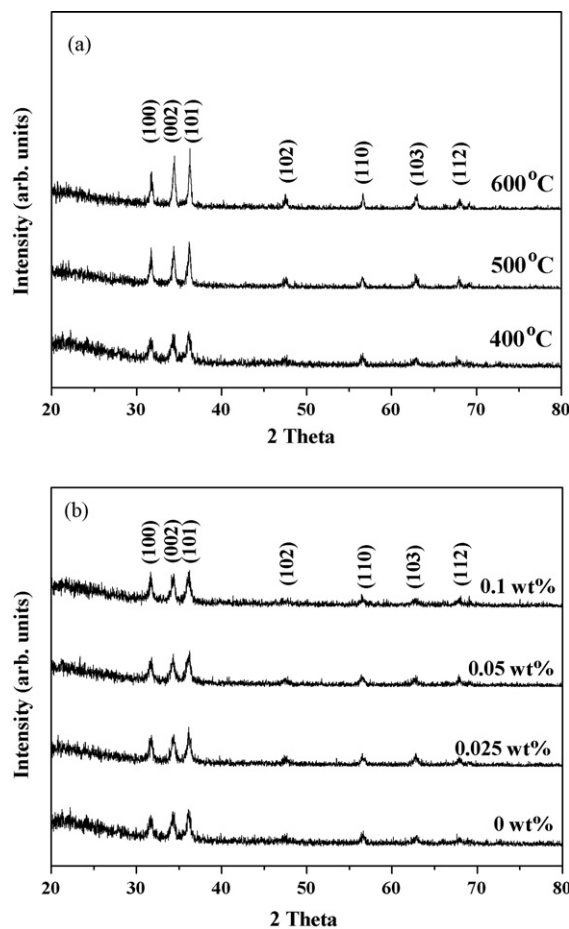 (a)
(100)
(002)
(101)
(102)
(110)
(103)
(112)
600°C
500°C
400°C
Intensity (arb. units)
20 30 40 50 60 70 80
2 Theta
(b)
(100)
(002)
(101)
(102)
(110)
(103)
(112)
0.1 wt%
0.05 wt%
0.025 wt%
0 wt%
Intensity (arb. units)
20 30 40 50 60 70 80
2 Theta